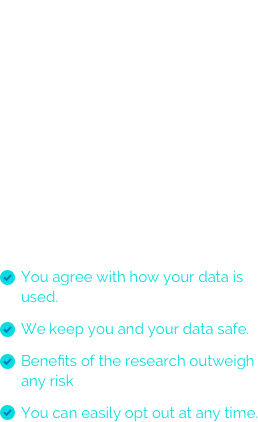 You agree with how your data is
used.
We keep you and your data safe.
Benefits of the research outweigh
any risk
You can easily opt out at any time.